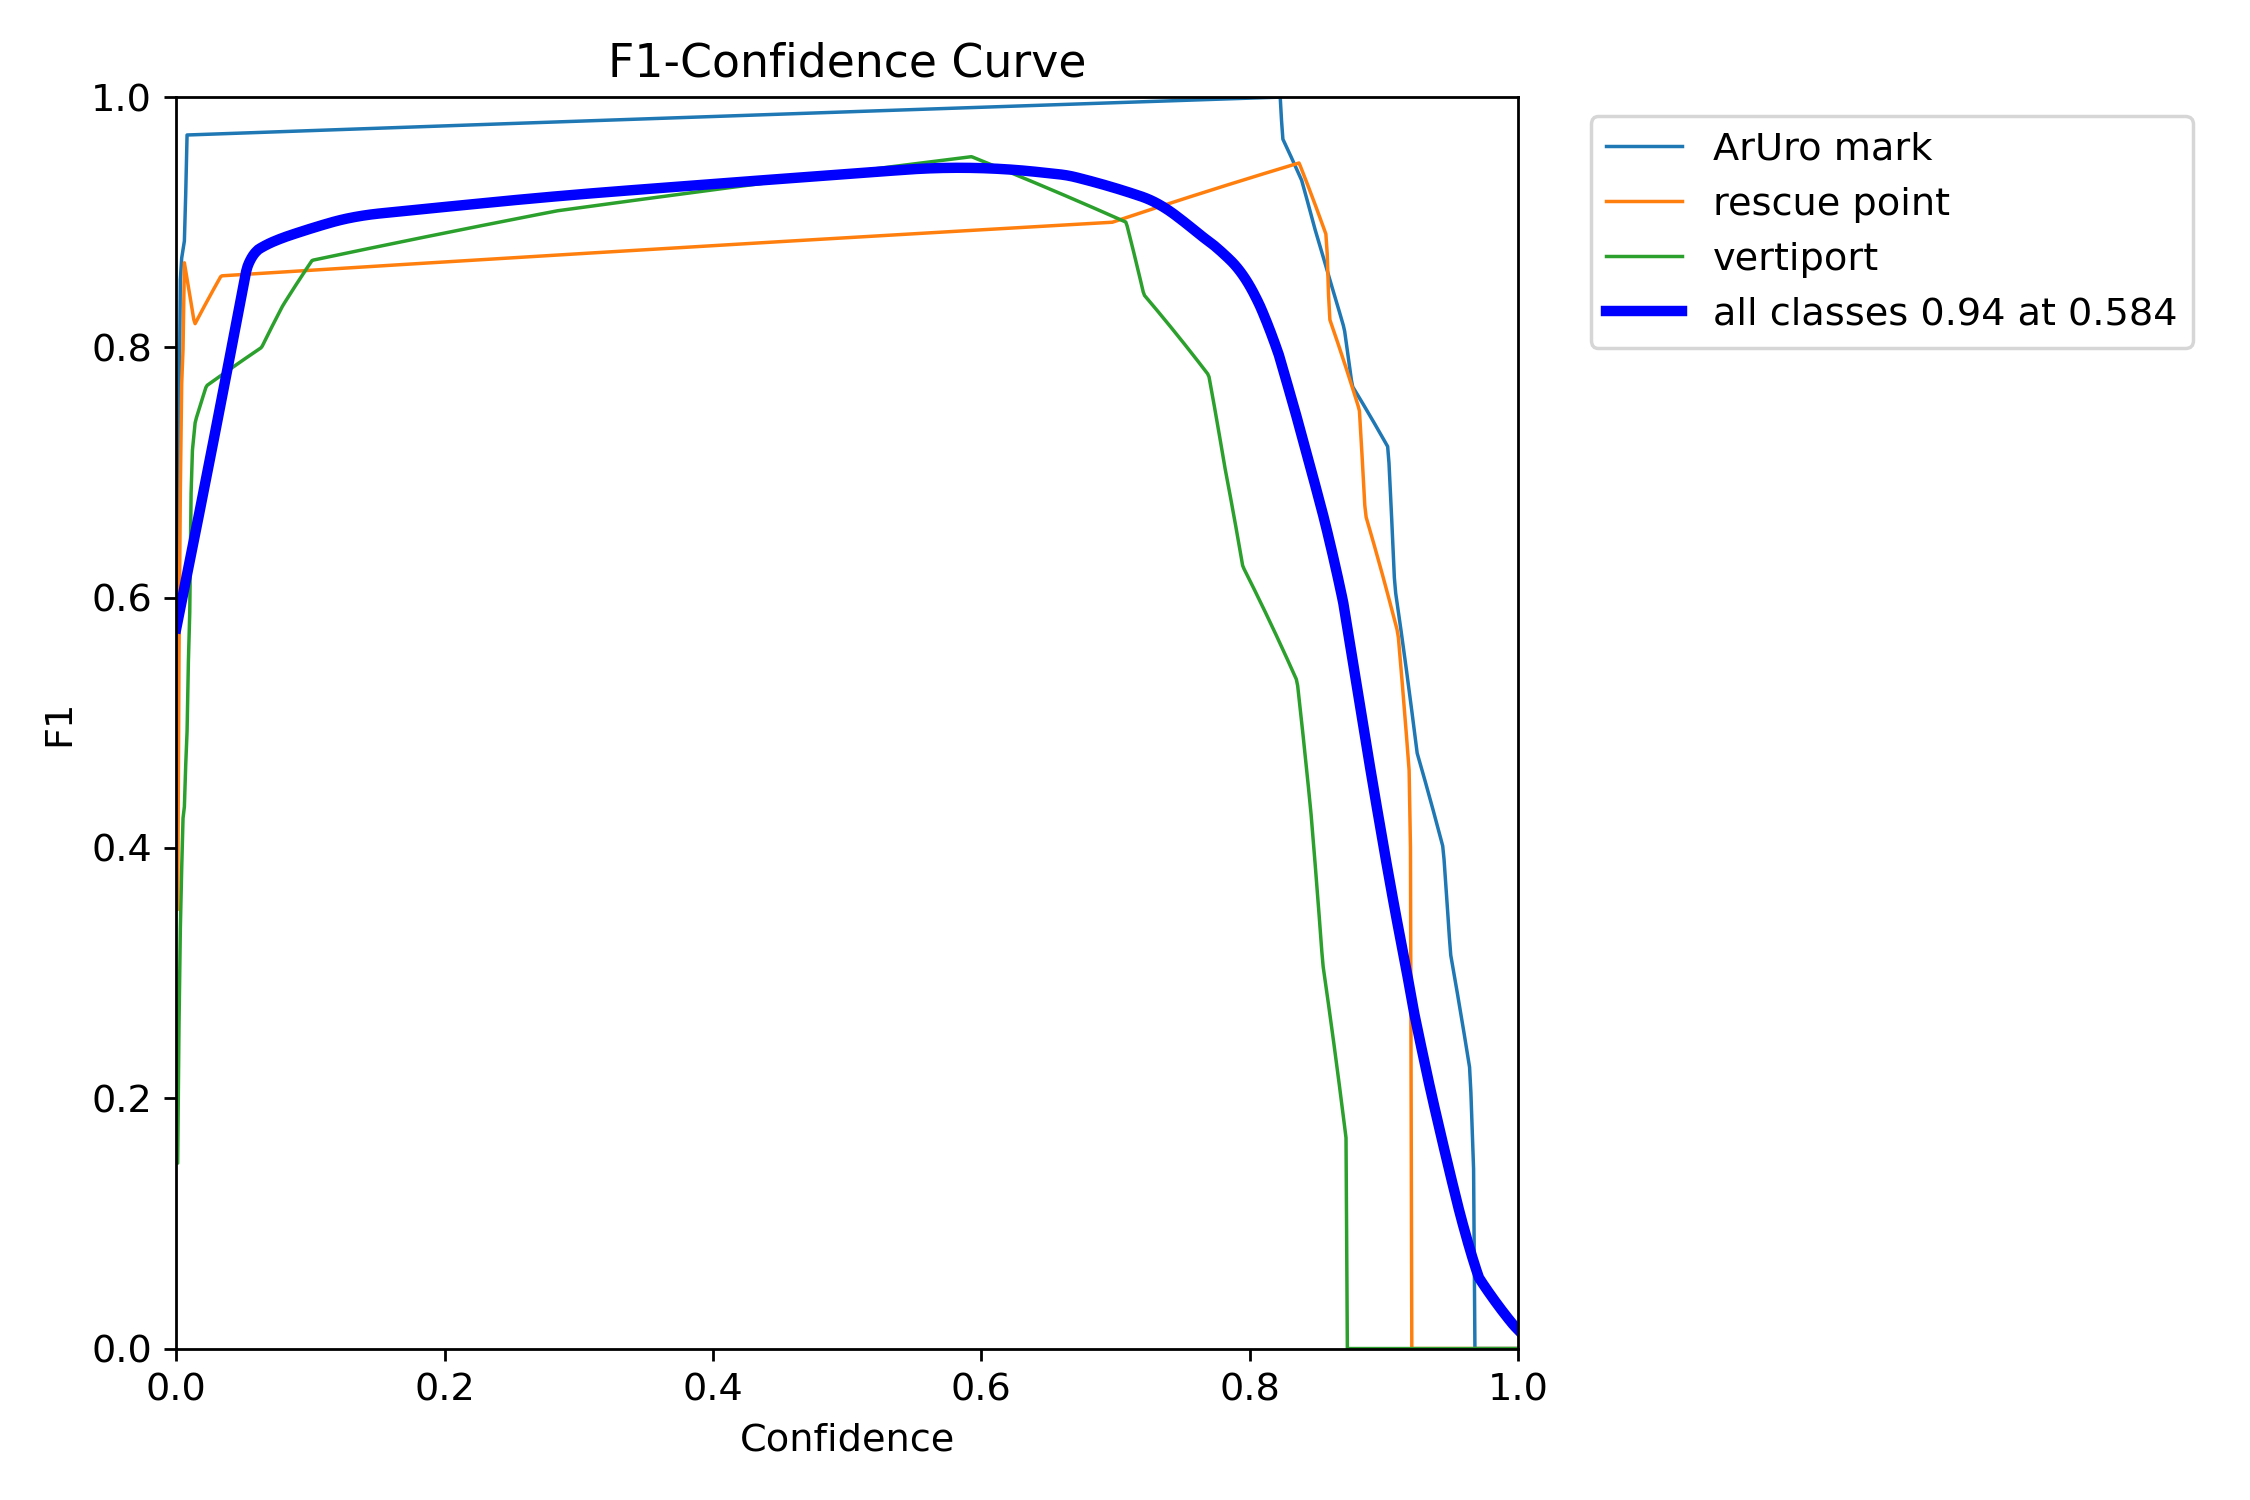 F1-Confidence Curve
1.0
0.8
0.6
0.4
0.2
0.0
F1
0.0 0.2 0.4 0.6 0.8 1.0
Confidence
ArUro mark
rescue point
vertiport
all classes 0.94 at 0.584